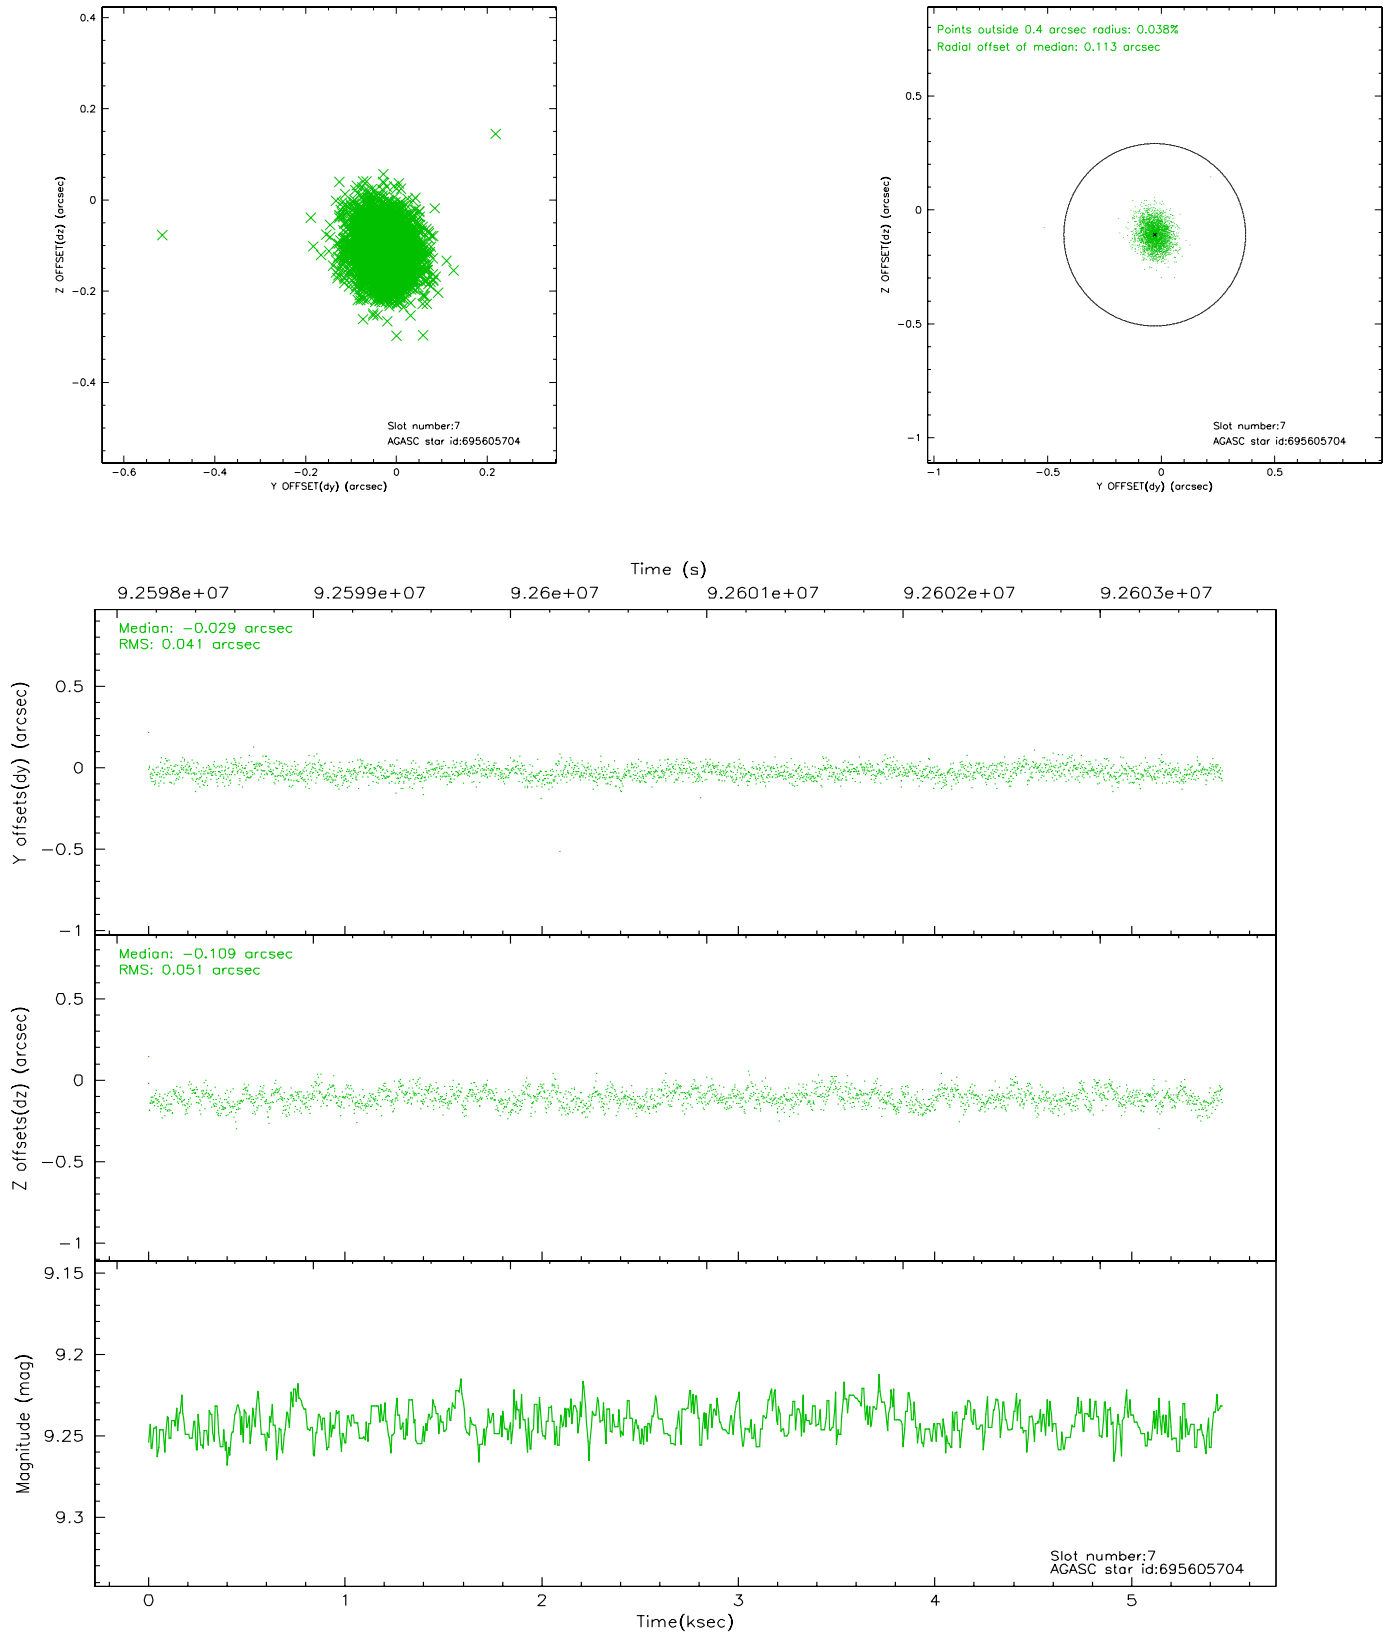 0.4
0.2
0
−0.2
−0.4
Z OFFSET(dz) (arcsec)
Slot number:7
AGASC star id:695605704
−0.6
−0.4
−0.2
0
0.2
Y OFFSET(dy) (arcsec)
Points outside 0.4 arcsec radius: 0.038%
Radial offset of median: 0.113 arcsec
0.5
0
−0.5
−1
Z OFFSET(dz) (arcsec)
Slot number:7
AGASC star id:695605704
−1
−0.5
0
0.5
Y OFFSET(dy) (arcsec)
Time (s)
9.2598e+07
9.2599e+07
9.26e+07
9.2601e+07
9.2602e+07
9.2603e+07
Median: −0.029 arcsec
RMS: 0.041 arcsec
0.5
0
−0.5
−1
Y offsets(dy) (arcsec)
Median: −0.109 arcsec
RMS: 0.051 arcsec
0.5
0
−0.5
−1
Z offsets(dz) (arcsec)
9.15
9.2
9.25
9.3
Magnitude (mag)
Slot number:7
AGASC star id:695605704
0
1
2
3
4
5
Time(ksec)